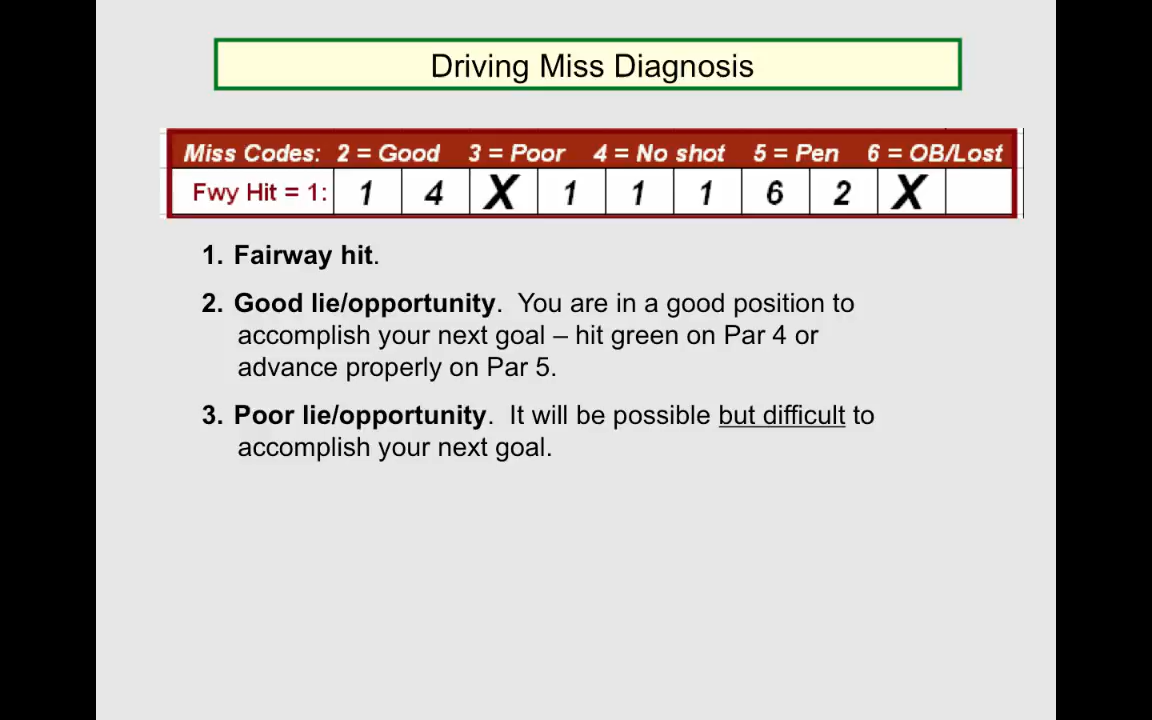 Driving Miss Diagnosis
Miss Codes: 2 = Good 3 = Poor 4 = No shot 5 = Pen 6 = OB/Lost
Fwy Hit = 1: 1 4 X 1 1 1 6 2 X
1. Fairway hit.
2. Good lie/opportunity. You are in a good position to
accomplish your next goal – hit green on Par 4 or
advance properly on Par 5.
3. Poor lie/opportunity. It will be possible but difficult to
accomplish your next goal.